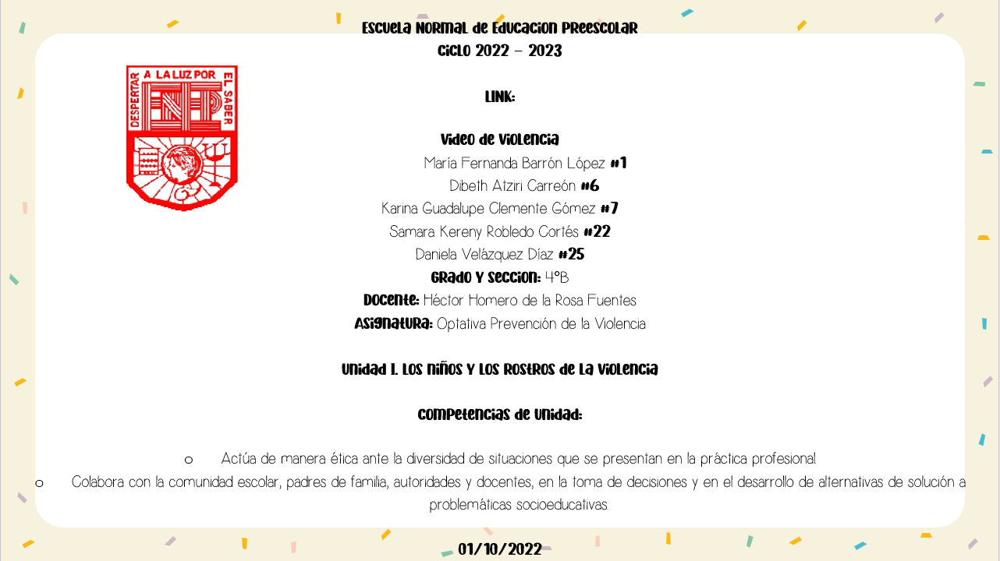 Escuela Normal de Educacion Preescolar
Ciclo 2022 – 2023
DESPERTAR A LA LUZ POR EL SABER
ENEP
LINK:
Video de Violencia
María Fernanda Barrón López #1
Dibeth Atziri Carreón #6
Karina Guadalupe Clemente Gómez #7
Samara Kereny Robledo Cortés #22
Daniela Velázquez Díaz #25
Grado y seccion: 4°B
Docente: Héctor Homero de la Rosa Fuentes
Asignatura: Optativa Prevención de la Violencia
Unidad I. Los niños y los rostros de la violencia
Competencias de unidad:
o Actúa de manera ética ante la diversidad de situaciones que se presentan en la práctica profesional.
o Colabora con la comunidad escolar, padres de familia, autoridades y docentes, en la toma de decisiones y en el desarrollo de alternativas de solución a
problemáticas socioeducativas.
01/10/2022